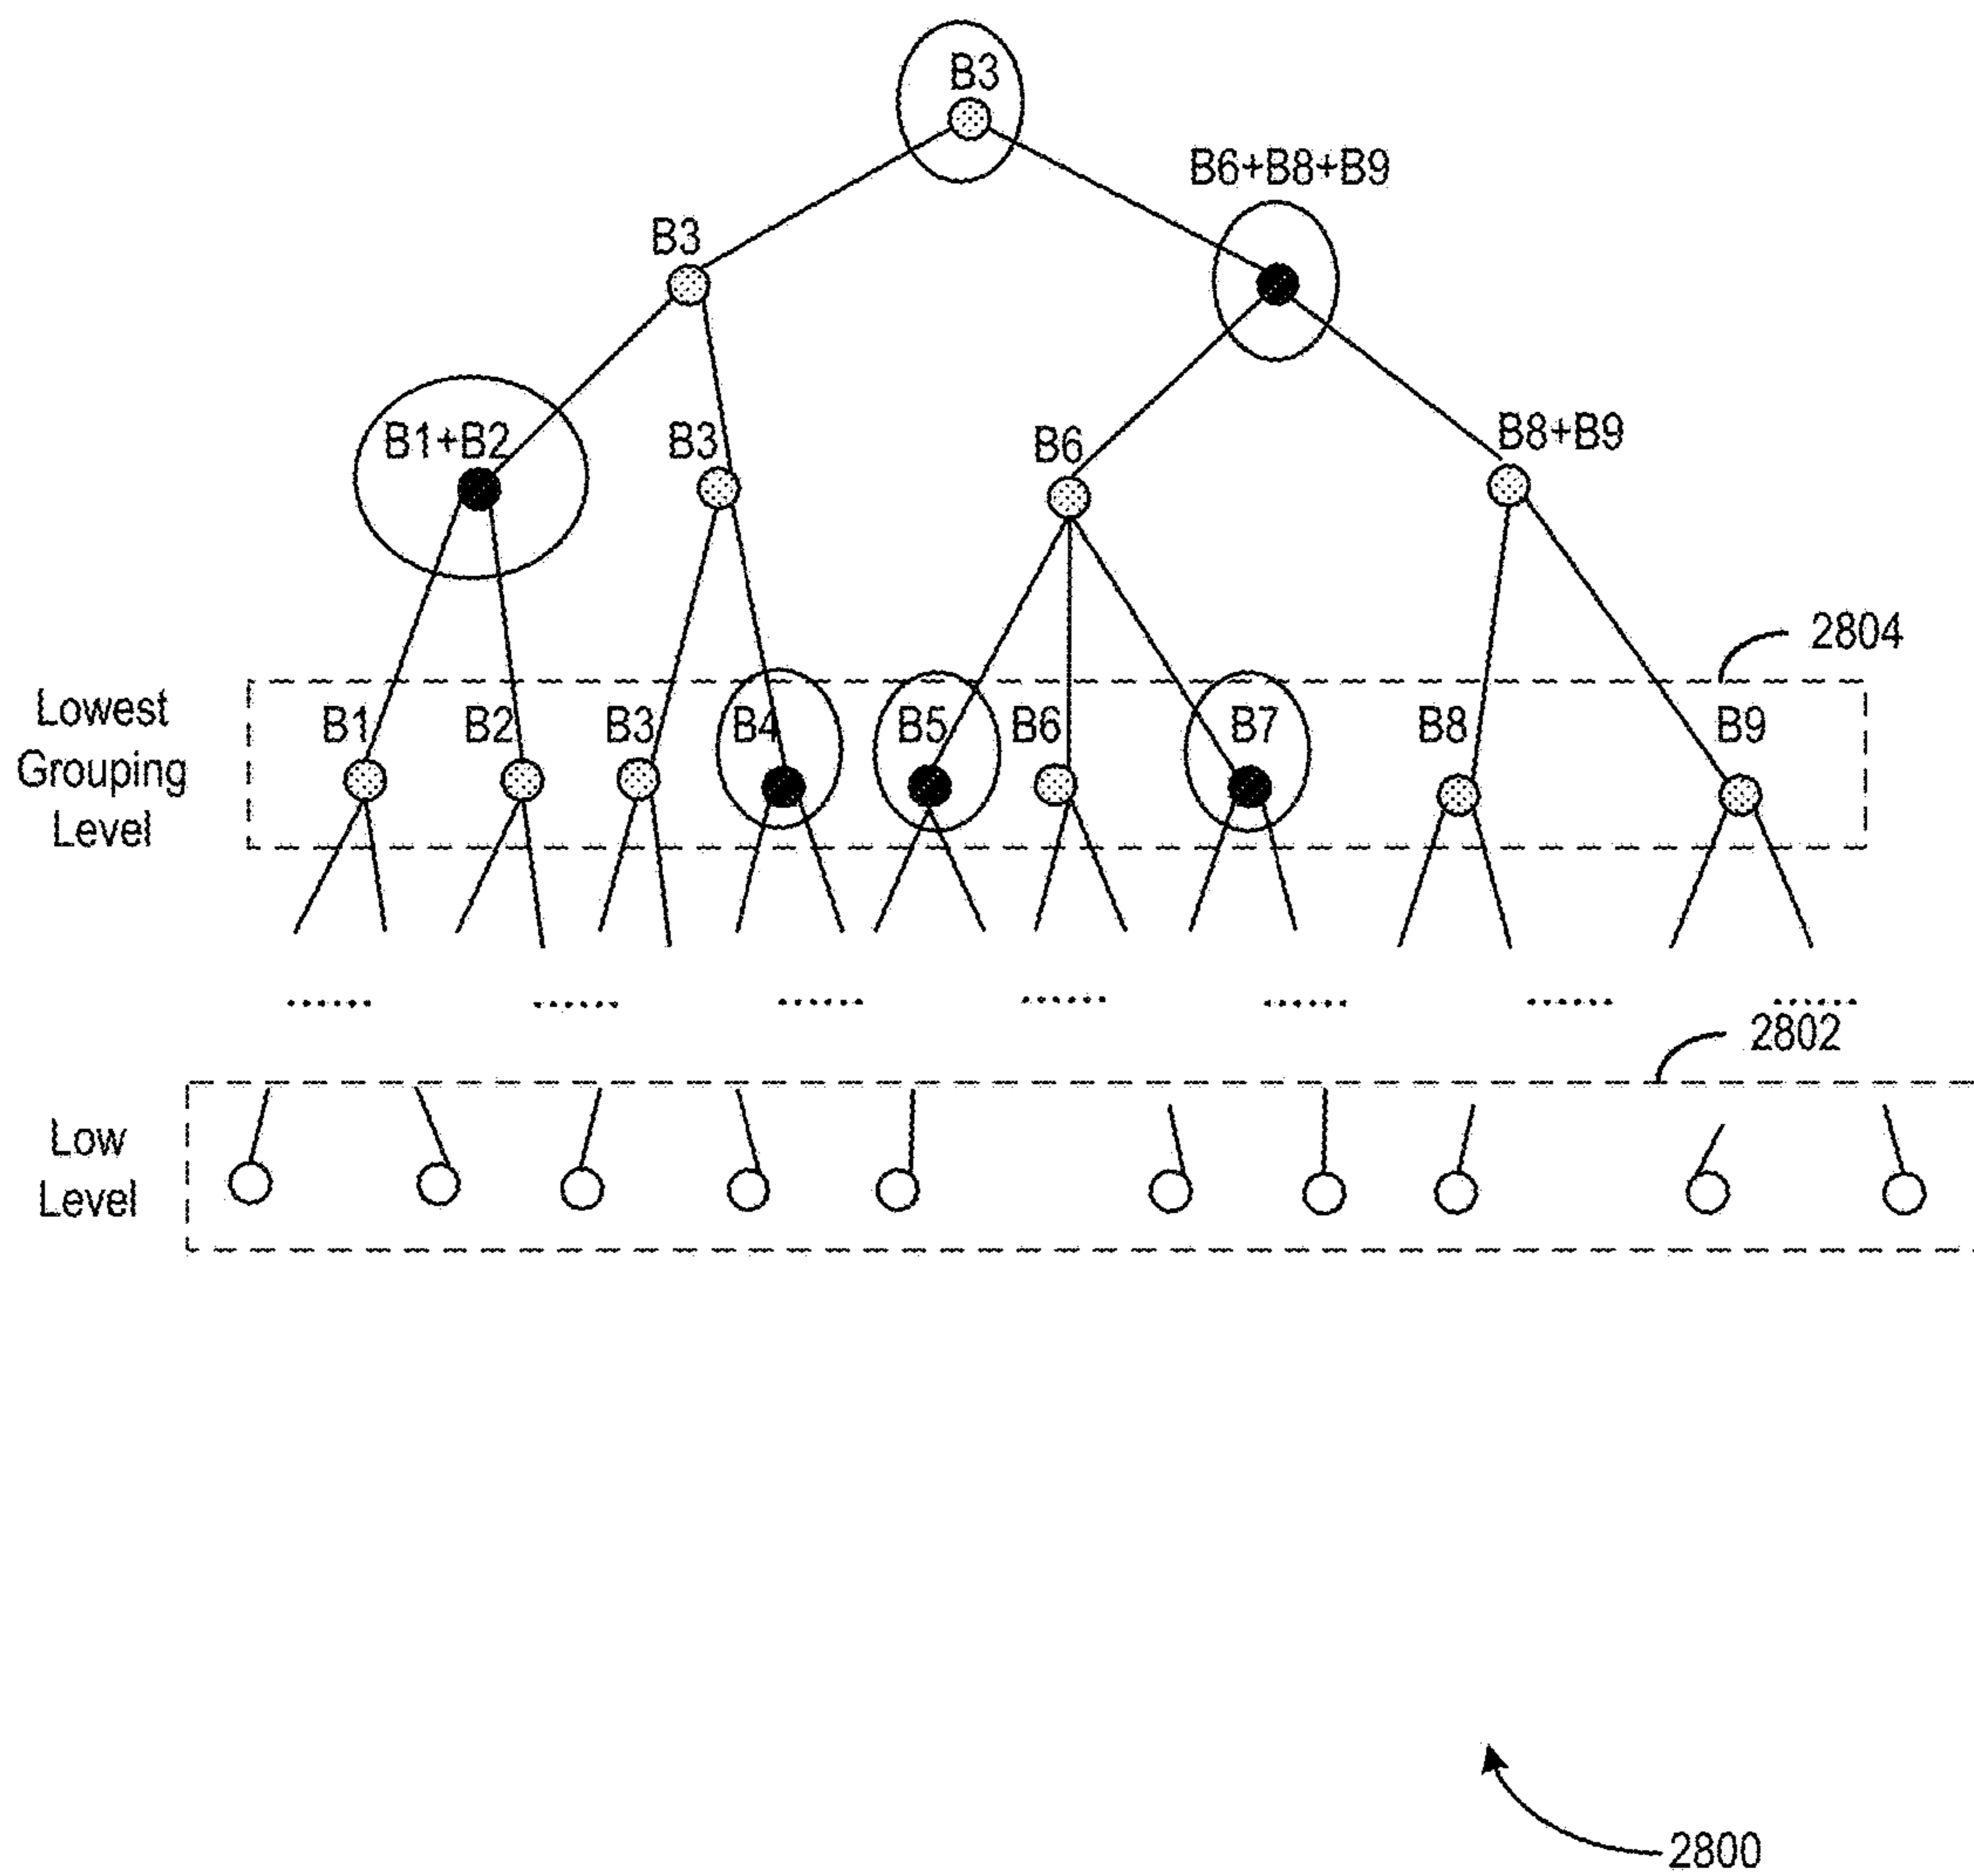 B3
B6+B8+B9
B3
B1+B2
B3
B6
B8+B9
2804
Lowest
Grouping
Level
B1
B2
B3
B4
B5
B6
B7
B8
B9
2802
Low
Level
2800